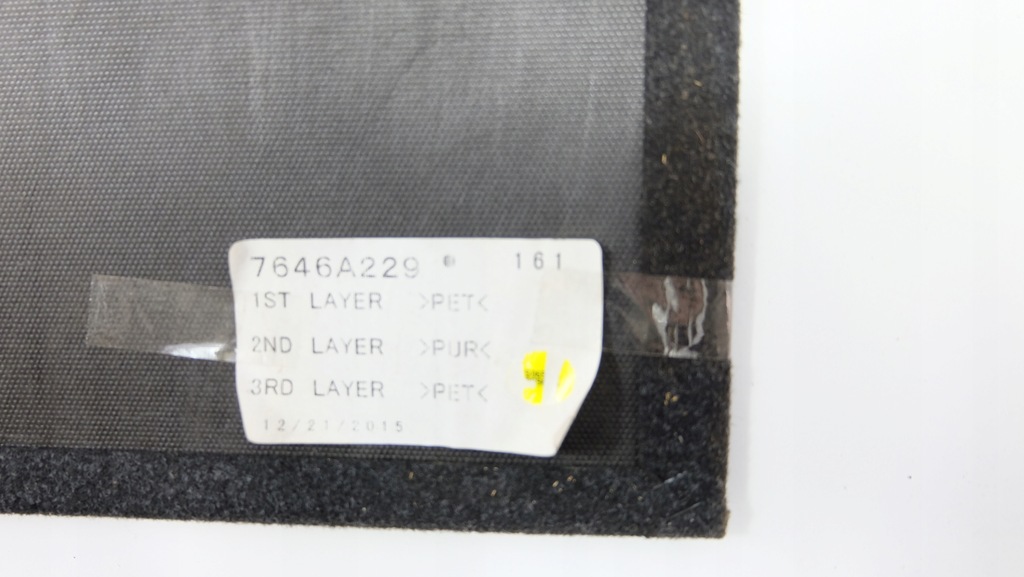 7646A229 161
1ST LAYER >PET<
2ND LAYER >PUR<
3RD LAYER >PET<
12/21/2015